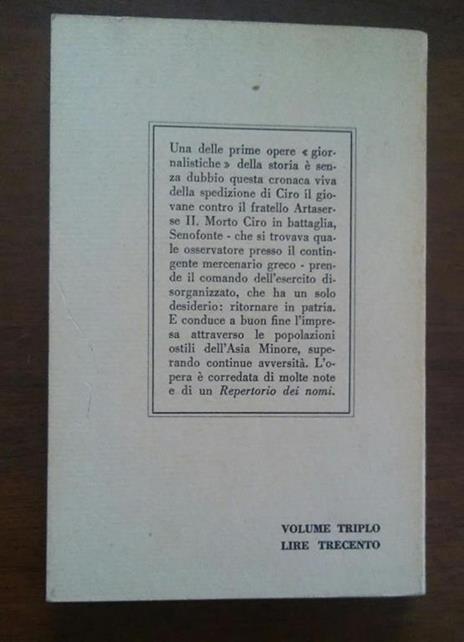 Una delle prime opere « gior-
nalistiche » della storia è sen-
za dubbio questa cronaca viva
della spedizione di Ciro il gio-
vane contro il fratello Artaser-
se II. Morto Ciro in battaglia,
Senofonte - che si trovava qua-
le osservatore presso il contin-
gente mercenario greco - pren-
de il comando dell'esercito di-
sorganizzato, che ha un solo
desiderio: ritornare in patria.
E conduce a buon fine l'impre-
sa attraverso le popolazioni
ostili dell'Asia Minore, supe-
rando continue avversità. L'o-
pera è corredata di molte note
e di un Repertorio dei nomi.
VOLUME TRIPLO
LIRE TRECENTO